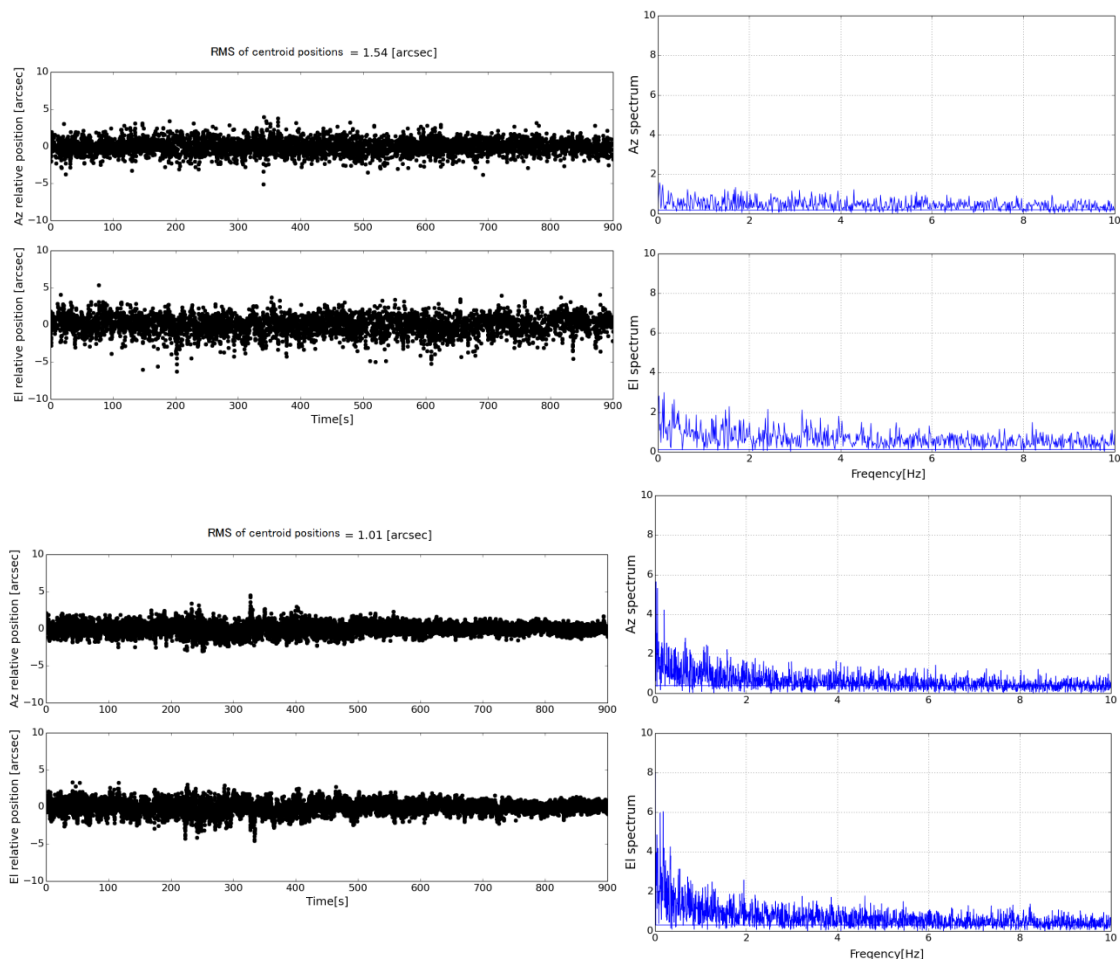 RMS of centroid positions = 1.54 [arcsec]
Az relative position [arcsec]
10
5
0
−5
−10
0 100 200 300 400 500 600 700 800 900
Az spectrum
10
8
6
4
2
0
0 2 4 6 8 10
El relative position [arcsec]
10
5
0
−5
−10
0 100 200 300 400 500 600 700 800 900
Time[s]
El spectrum
10
8
6
4
2
0
0 2 4 6 8 10
Freqency[Hz]
RMS of centroid positions = 1.01 [arcsec]
Az relative position [arcsec]
10
5
0
−5
−10
0 100 200 300 400 500 600 700 800 900
Az spectrum
10
8
6
4
2
0
0 2 4 6 8 10
El relative position [arcsec]
10
5
0
−5
−10
0 100 200 300 400 500 600 700 800 900
Time[s]
El spectrum
10
8
6
4
2
0
0 2 4 6 8 10
Freqency[Hz]